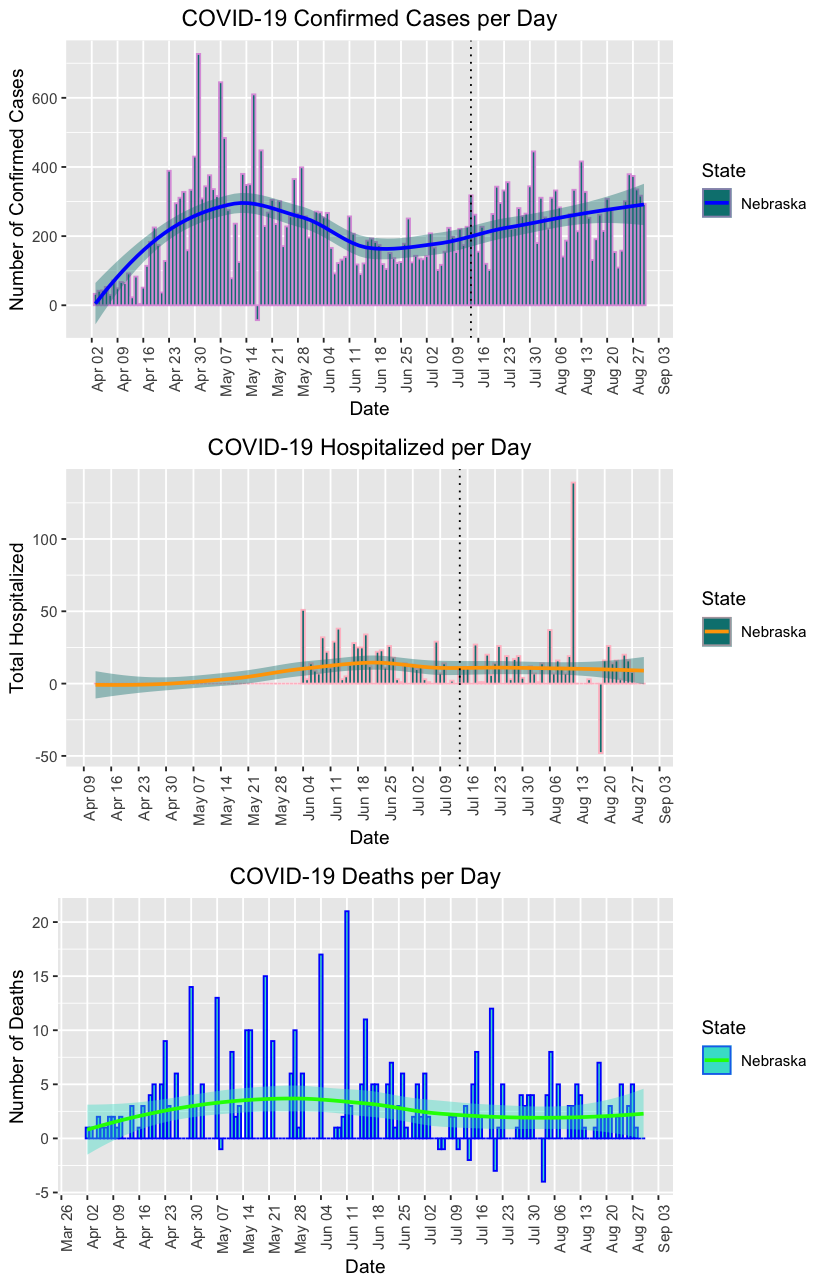 COVID-19 Confirmed Cases per Day
Number of Confirmed Cases
600
400
200
0
Apr 02 Apr 09 Apr 16 Apr 23 Apr 30 May 07 May 14 May 21 May 28 Jun 04 Jun 11 Jun 18 Jun 25 Jul 02 Jul 09 Jul 16 Jul 23 Jul 30 Aug 06 Aug 13 Aug 20 Aug 27 Sep 03
Date
State
Nebraska
COVID-19 Hospitalized per Day
Total Hospitalized
100
50
0
-50
Apr 09 Apr 16 Apr 23 Apr 30 May 07 May 14 May 21 May 28 Jun 04 Jun 11 Jun 18 Jun 25 Jul 02 Jul 09 Jul 16 Jul 23 Jul 30 Aug 06 Aug 13 Aug 20 Aug 27 Sep 03
Date
State
Nebraska
COVID-19 Deaths per Day
Number of Deaths
20
15
10
5
0
-5
Mar 26 Apr 02 Apr 09 Apr 16 Apr 23 Apr 30 May 07 May 14 May 21 May 28 Jun 04 Jun 11 Jun 18 Jun 25 Jul 02 Jul 09 Jul 16 Jul 23 Jul 30 Aug 06 Aug 13 Aug 20 Aug 27 Sep 03
Date
State
Nebraska